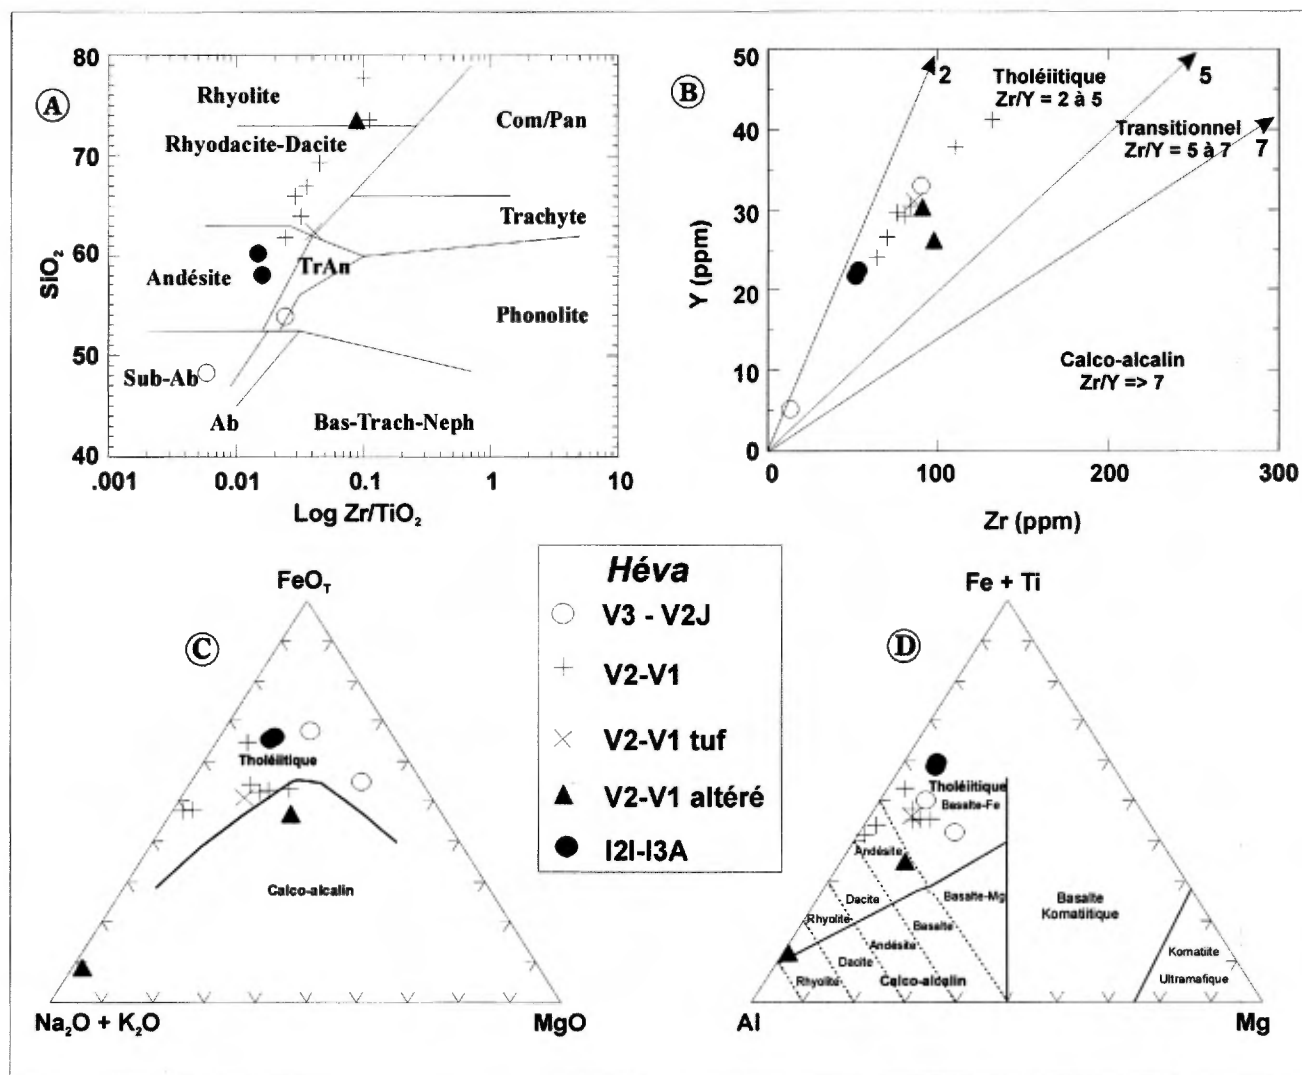 A
80
70
60
50
40
SiO₂
Rhyolite
Rhyodacite-Dacite
Com/Pan
Trachyte
TrAn
Andésite
Phonolite
Sub-Ab
Ab
Bas-Trach-Neph
.001
0.01
0.1
1
10
Log Zr/TiO₂
B
50
40
30
20
10
0
Y (ppm)
2
Tholéiitique
Zr/Y = 2 à 5
5
Transitionnel
Zr/Y = 5 à 7
7
Calco-alcalin
Zr/Y => 7
0
100
200
300
Zr (ppm)
Héva
V3 - V2J
V2-V1
V2-V1 tuf
V2-V1 altéré
I2I-I3A
C
FeOT
Tholéiitique
Calco-alcalin
Na₂O + K₂O
MgO
D
Fe + Ti
Tholéiitique
Basalte-Fe
Andésite
Dacite
Rhyolite
Basalte-Mg
Basalte
Andésite
Dacite
Rhyolite
Calco-alcalin
Basalte
Komatiitique
Komatiite
Ultramafique
Al
Mg